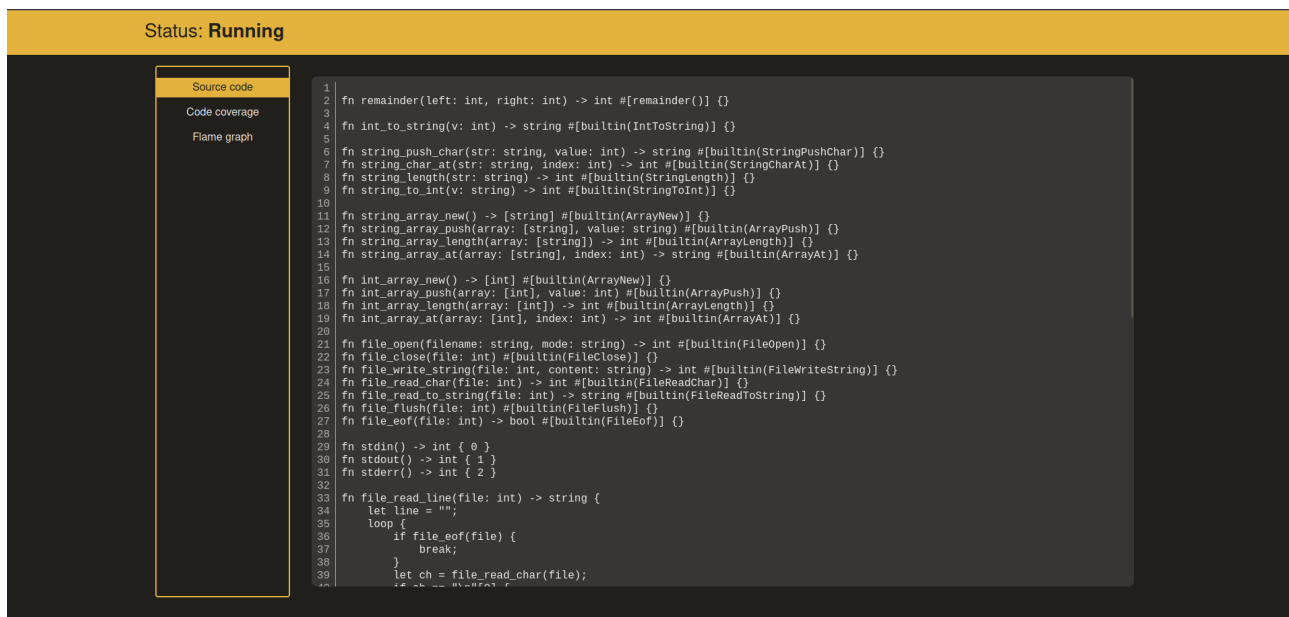 Status: Running
Source code
Code coverage
Flame graph
1
2 fn remainder(left: int, right: int) -> int #[remainder()] {}
3
4 fn int_to_string(v: int) -> string #[builtin(IntToString)] {}
5
6 fn string_push_char(str: string, value: int) -> string #[builtin(StringPushChar)] {}
7 fn string_char_at(str: string, index: int) -> int #[builtin(StringCharAt)] {}
8 fn string_length(str: string) -> int #[builtin(StringLength)] {}
9 fn string_to_int(v: string) -> int #[builtin(StringToInt)] {}
10
11 fn string_array_new() -> [string] #[builtin(ArrayNew)] {}
12 fn string_array_push(array: [string], value: string) #[builtin(ArrayPush)] {}
13 fn string_array_length(array: [string]) -> int #[builtin(ArrayLength)] {}
14 fn string_array_at(array: [string], index: int) -> string #[builtin(ArrayAt)] {}
15
16 fn int_array_new() -> [int] #[builtin(ArrayNew)] {}
17 fn int_array_push(array: [int], value: int) #[builtin(ArrayPush)] {}
18 fn int_array_length(array: [int]) -> int #[builtin(ArrayLength)] {}
19 fn int_array_at(array: [int], index: int) -> int #[builtin(ArrayAt)] {}
20
21 fn file_open(filename: string, mode: string) -> int #[builtin(FileOpen)] {}
22 fn file_close(file: int) #[builtin(FileClose)] {}
23 fn file_write_string(file: int, content: string) -> int #[builtin(FileWriteString)] {}
24 fn file_read_char(file: int) -> int #[builtin(FileReadChar)] {}
25 fn file_read_to_string(file: int) -> string #[builtin(FileReadToString)] {}
26 fn file_flush(file: int) #[builtin(FileFlush)] {}
27 fn file_eof(file: int) -> bool #[builtin(FileEof)] {}
28
29 fn stdin() -> int { 0 }
30 fn stdout() -> int { 1 }
31 fn stderr() -> int { 2 }
32
33 fn file_read_line(file: int) -> string {
34 let line = "";
35 loop {
36 if file_eof(file) {
37 break;
38 }
39 let ch = file_read_char(file);